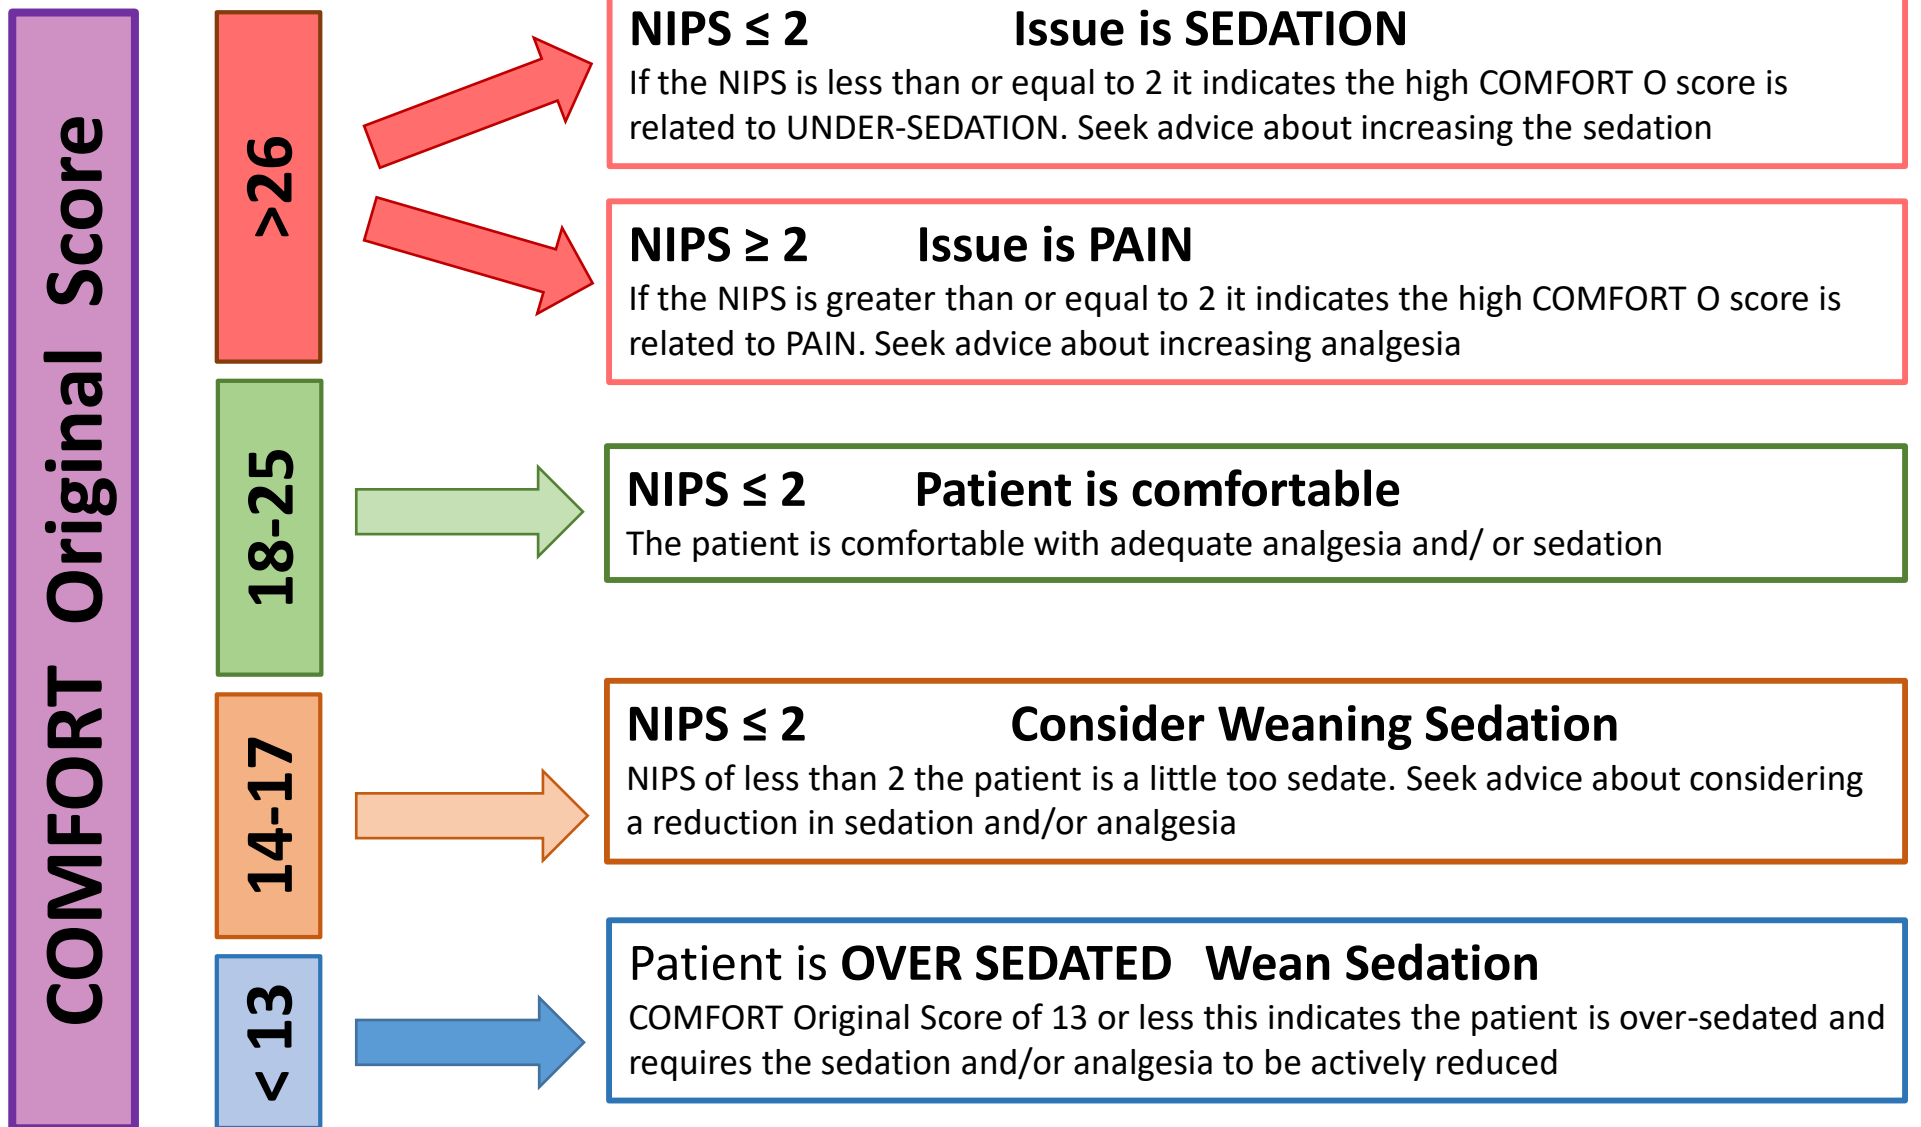 COMFORT Original Score
>26
NIPS ≤ 2 Issue is SEDATION
If the NIPS is less than or equal to 2 it indicates the high COMFORT O score is
related to UNDER-SEDATION. Seek advice about increasing the sedation
NIPS ≥ 2 Issue is PAIN
If the NIPS is greater than or equal to 2 it indicates the high COMFORT O score is
related to PAIN. Seek advice about increasing analgesia
18-25
NIPS ≤ 2 Patient is comfortable
The patient is comfortable with adequate analgesia and/ or sedation
14-17
NIPS ≤ 2 Consider Weaning Sedation
NIPS of less than 2 the patient is a little too sedate. Seek advice about considering
a reduction in sedation and/or analgesia
< 13
Patient is OVER SEDATED Wean Sedation
COMFORT Original Score of 13 or less this indicates the patient is over-sedated and
requires the sedation and/or analgesia to be actively reduced